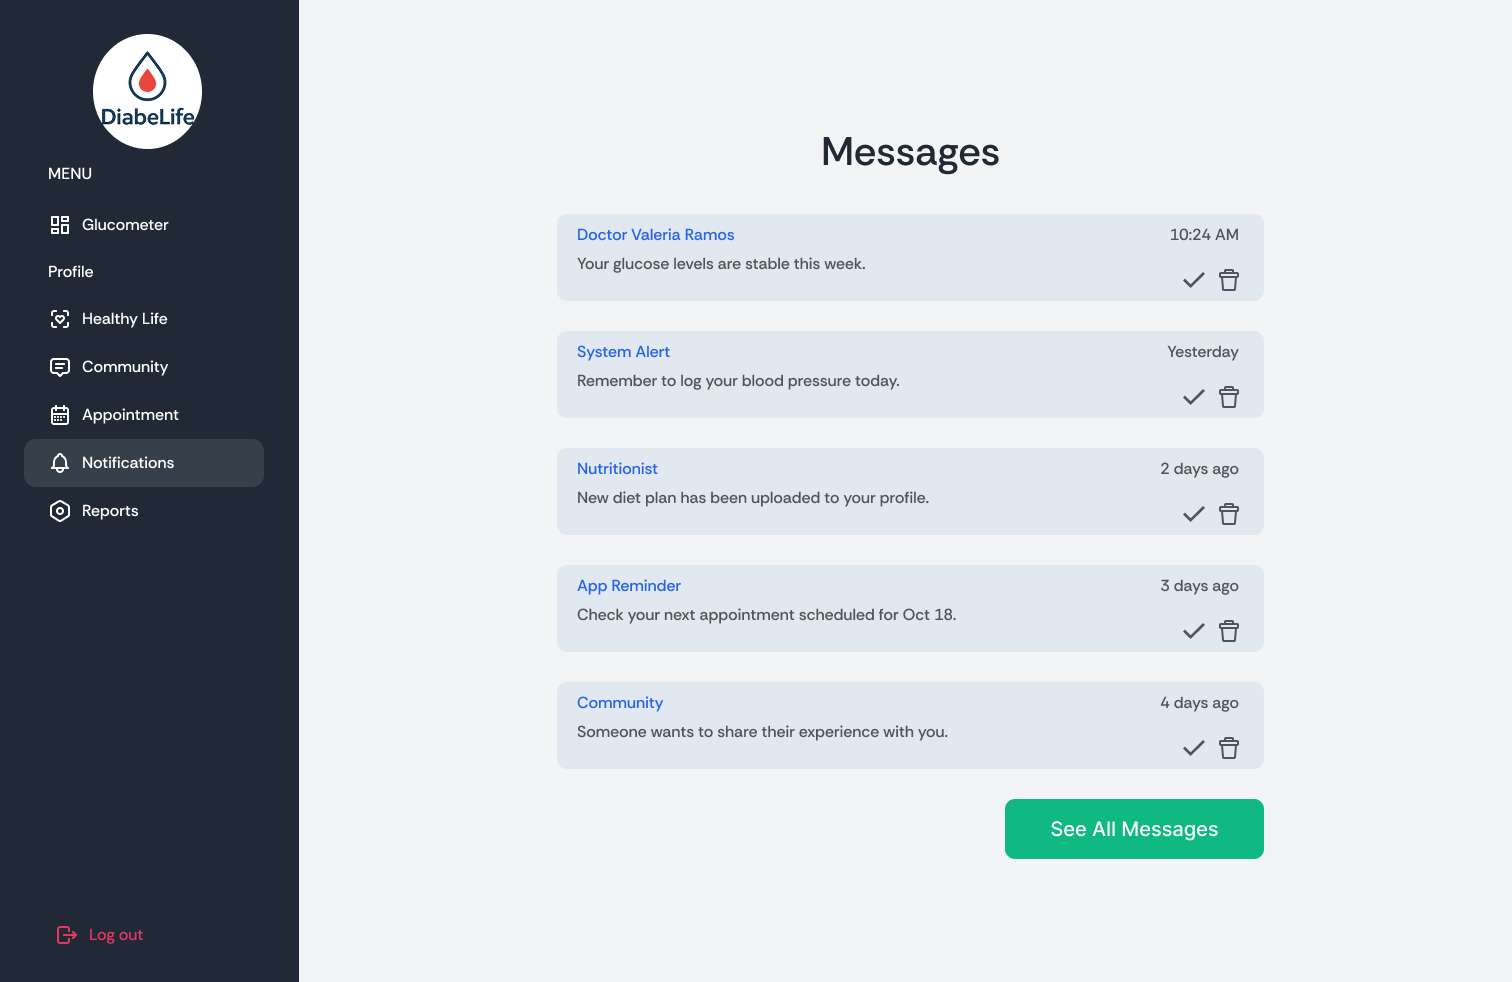 DiabeLife
MENU
Glucometer
Profile
Healthy Life
Community
Appointment
Notifications
Reports
Log out
Messages
Doctor Valeria Ramos
10:24 AM
Your glucose levels are stable this week.
System Alert
Yesterday
Remember to log your blood pressure today.
Nutritionist
2 days ago
New diet plan has been uploaded to your profile.
App Reminder
3 days ago
Check your next appointment scheduled for Oct 18.
Community
4 days ago
Someone wants to share their experience with you.
See All Messages